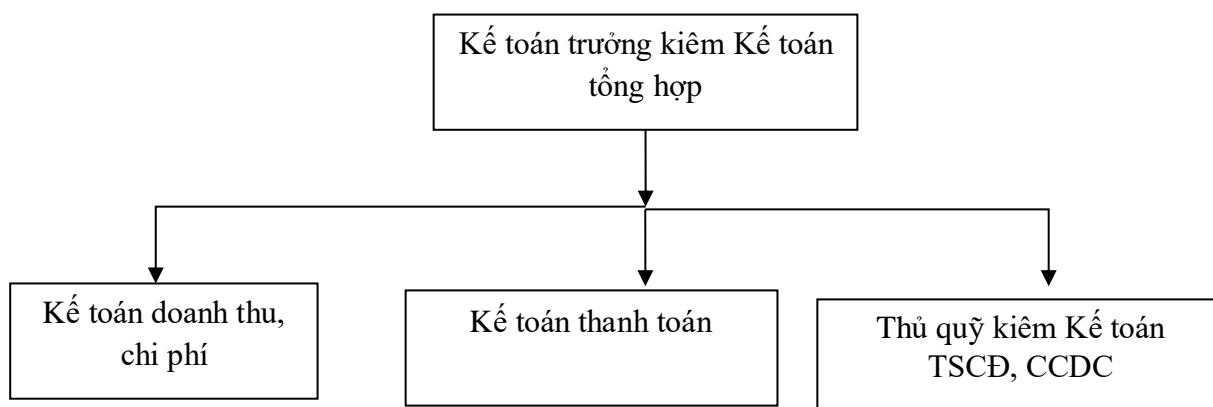 Kế toán trưởng kiêm Kế toán
tổng hợp
Kế toán doanh thu,
chi phí
Kế toán thanh toán
Thủ quỹ kiêm Kế toán
TSCĐ, CCDC